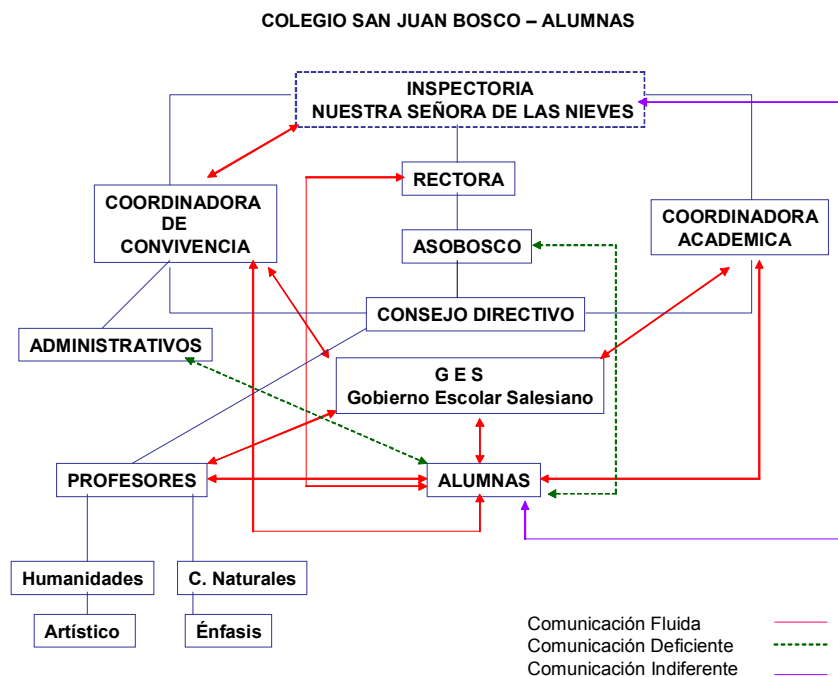 COLEGIO SAN JUAN BOSCO – ALUMNAS
INSPECTORIA
NUESTRA SEÑORA DE LAS NIEVES
RECTORA
COORDINADORA
DE
CONVIVENCIA
COORDINADORA
ACADEMICA
ASOBOSCO
CONSEJO DIRECTIVO
ADMINISTRATIVOS
G E S
Gobierno Escolar Salesiano
PROFESORES
ALUMNAS
Humanidades
C. Naturales
Artístico
Énfasis
Comunicación Fluida
Comunicación Deficiente
Comunicación Indiferente